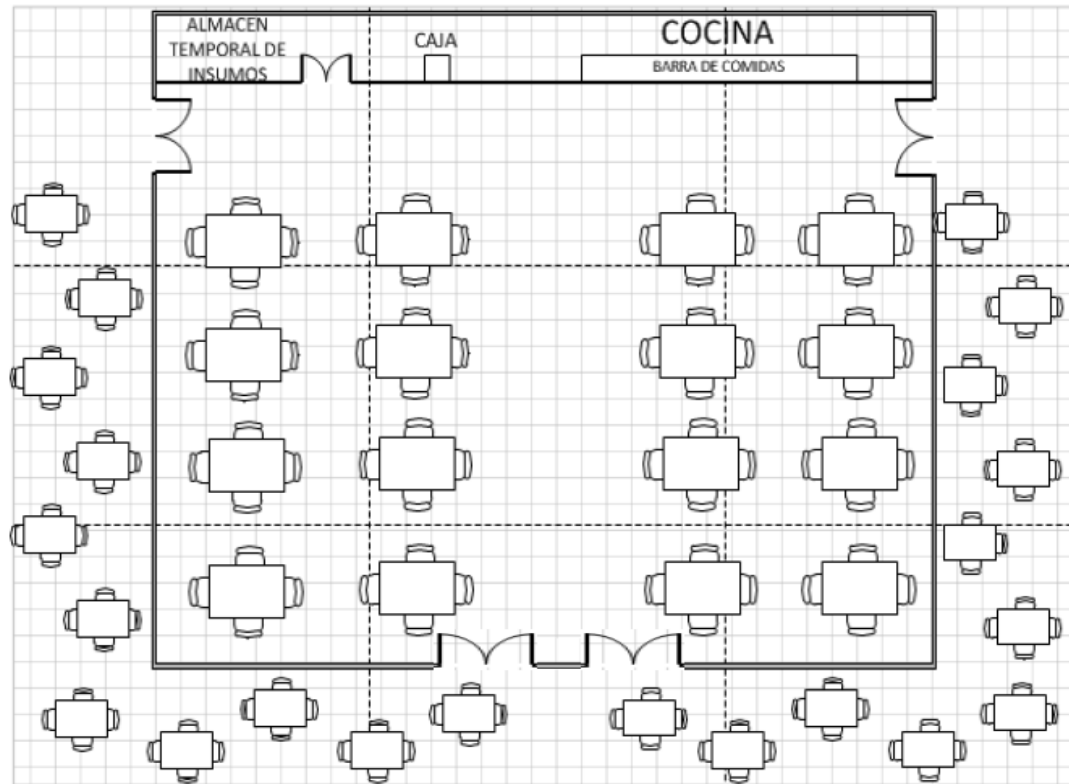 ALMACEN
TEMPORAL DE
INSUMOS
CAJA
COCINA
BARRA DE COMIDAS